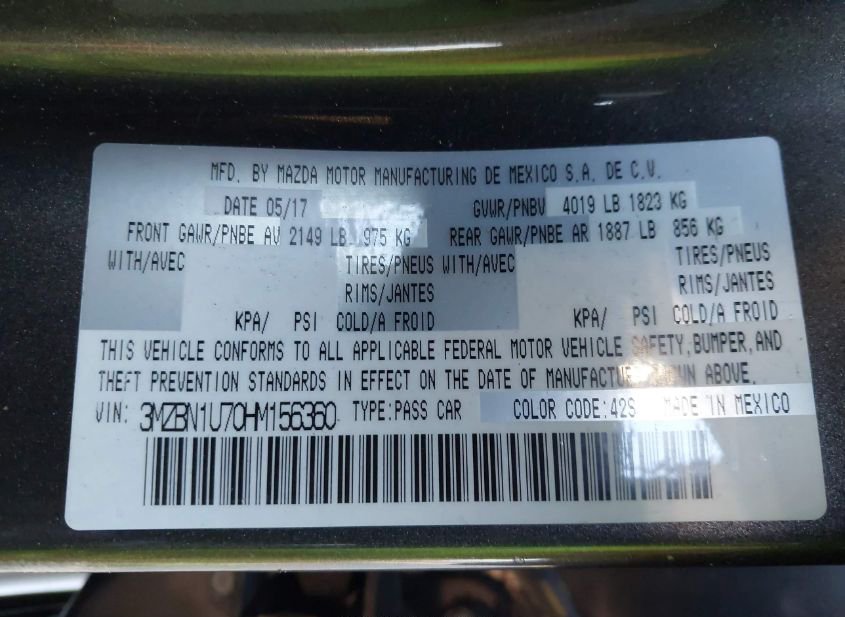 MFD. BY MAZDA MOTOR MANUFACTURING DE MEXICO S.A. DE C.V.
DATE 05/17 GVWR/PNBV 4019 LB 1823 KG
FRONT GAWR/PNBE AV 2149 LB 975 KG REAR GAWR/PNBE AR 1887 LB 856 KG
WITH/AVEC TIRES/PNEUS WITH/AVEC TIRES/PNEUS
RIMS/JANTES RIMS/JANTES
KPA/ PSI COLD/A FROID KPA/ PSI COLD/A FROID
THIS VEHICLE CONFORMS TO ALL APPLICABLE FEDERAL MOTOR VEHICLE SAFETY, BUMPER, AND
THEFT PREVENTION STANDARDS IN EFFECT ON THE DATE OF MANUFACTURE SHOWN ABOVE.
VIN: 3MZBN1U70HM156360 TYPE:PASS CAR COLOR CODE:42S MADE IN MEXICO